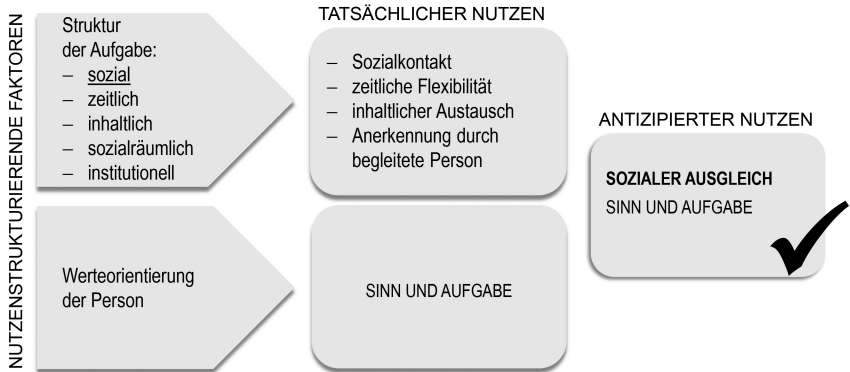 NUTZENSTRUKTURIERENDE FAKTOREN
Struktur
der Aufgabe:
– sozial
– zeitlich
– inhaltlich
– sozialräumlich
– institutionell
Werteorientierung
der Person
TATSÄCHLICHER NUTZEN
– Sozialkontakt
– zeitliche Flexibilität
– inhaltlicher Austausch
– Anerkennung durch
begleitete Person
SINN UND AUFGABE
ANTIZIPIERTER NUTZEN
SOZIALER AUSGLEICH
SINN UND AUFGABE